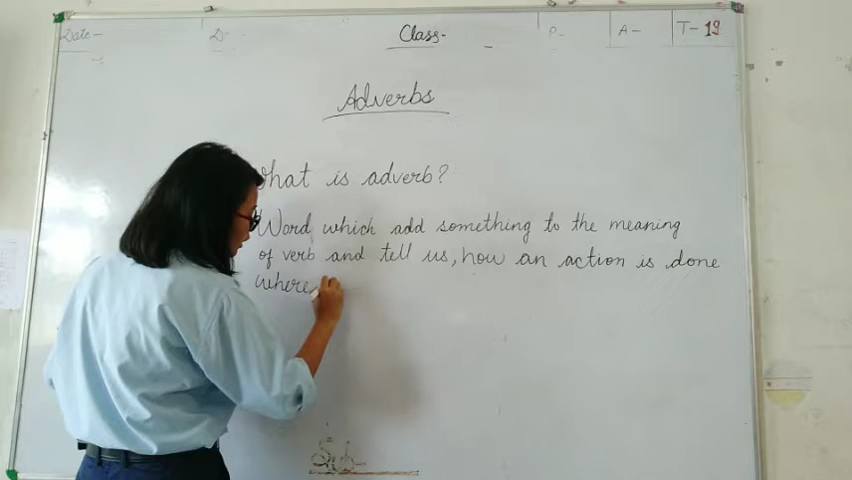 Date- D- Class- P- A- T- 19
Adverbs
What is adverb?
Word which add something to the meaning
of verb and tell us, how an action is done
where,
Sub-